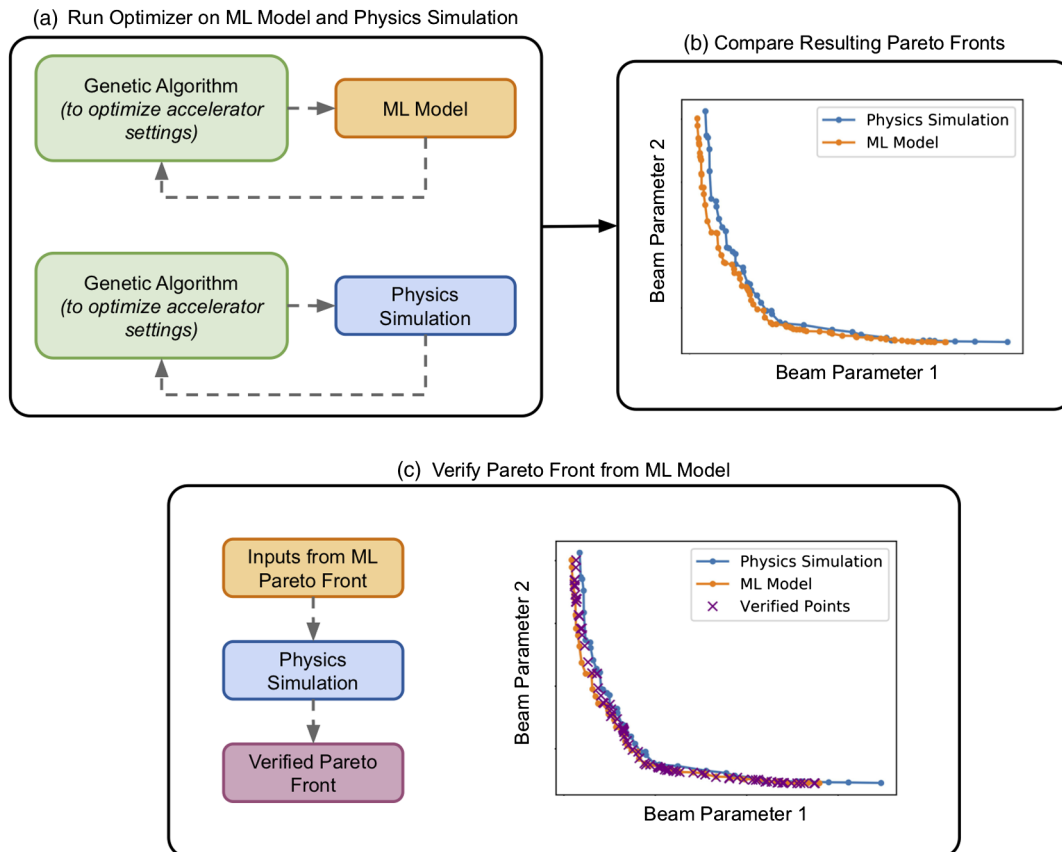 (a) Run Optimizer on ML Model and Physics Simulation
Genetic Algorithm
(to optimize accelerator
settings)
ML Model
Genetic Algorithm
(to optimize accelerator
settings)
Physics
Simulation
(b) Compare Resulting Pareto Fronts
Physics Simulation
ML Model
Beam Parameter 2
Beam Parameter 1
(c) Verify Pareto Front from ML Model
Inputs from ML
Pareto Front
Physics
Simulation
Verified Pareto
Front
Physics Simulation
ML Model
Verified Points
Beam Parameter 2
Beam Parameter 1